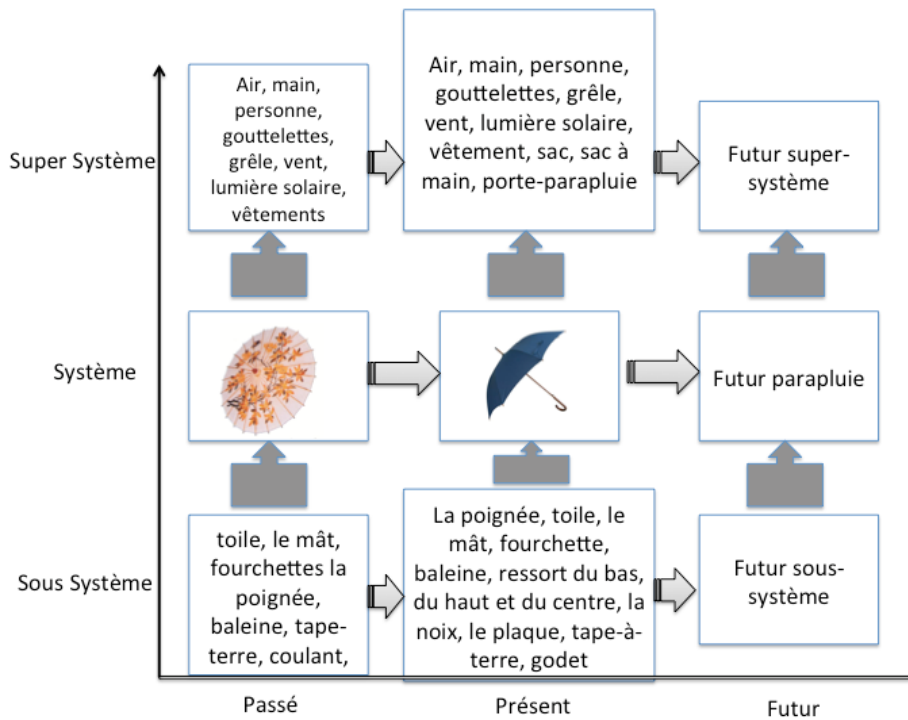 Super Système
Air, main,
personne,
gouttelettes,
grêle, vent,
lumière solaire,
vêtements
Air, main, personne,
gouttelettes, grêle,
vent, lumière solaire,
vêtement, sac, sac à
main, porte-parapluie
Futur super-
système
Système
Futur parapluie
Sous Système
toile, le mât,
fourchettes la
poignée,
baleine, tape-
terre, coulant,
La poignée, toile, le
mât, fourchette,
baleine, ressort du bas,
du haut et du centre, la
noix, le plaque, tape-à-
terre, godet
Futur sous-
système
Passé
Présent
Futur